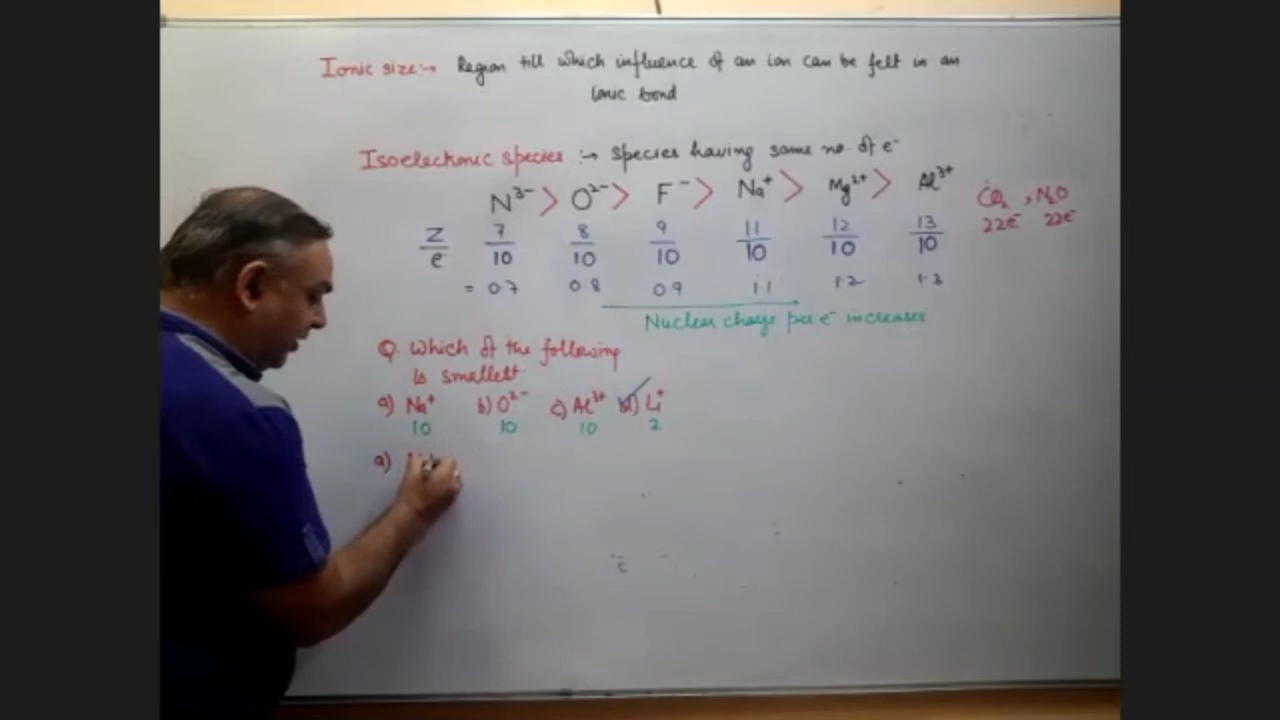 Ionic size:→ Region till which influence of an ion can be felt in an
Ionic bond
Isoelectronic species :→ species having same no of e⁻
N³⁻ > O²⁻ > F⁻ > Na⁺ > Mg²⁺ > Al³⁺ CO₂ , N₂O
22e⁻ 22e⁻
Z/e 7/10 8/10 9/10 11/10 12/10 13/10
= 0.7 0.8 0.9 1.1 1.2 1.3
Nuclear charge per e⁻ increases
Q. Which of the following
is smallest
a) Na⁺ b) O²⁻ c) Al³⁺ d) Li⁺
10 10 10 2
a)